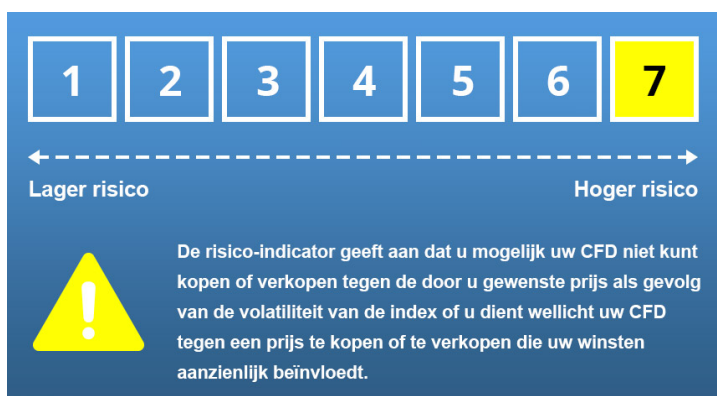 1 2 3 4 5 6 7
Lager risico Hoger risico
De risico-indicator geeft aan dat u mogelijk uw CFD niet kunt
kopen of verkopen tegen de door u gewenste prijs als gevolg
van de volatiliteit van de index of u dient wellicht uw CFD
tegen een prijs te kopen of te verkopen die uw winsten
aanzienlijk beïnvloedt.